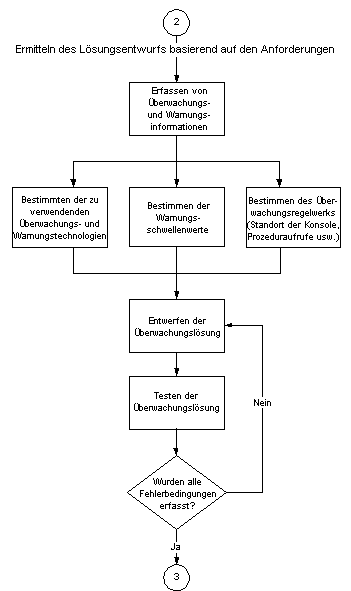 2
Ermitteln des Lösungsentwurfs basierend auf den Anforderungen
Erfassen von
Überwachungs-
und Warnungs-
informationen
Bestimmten der zu
verwendenden
Überwachungs- und
Warnungstechnologien
Bestimmen der
Warnungs-
schwellenwerte
Bestimmen des Über-
wachungsregelwerks
(Standort der Konsole,
Prozeduraufrufe usw.)
Entwerfen der
Überwachungslösung
Testen der
Überwachungslösung
Nein
Wurden alle
Fehlerbedingungen
erfasst?
Ja
3